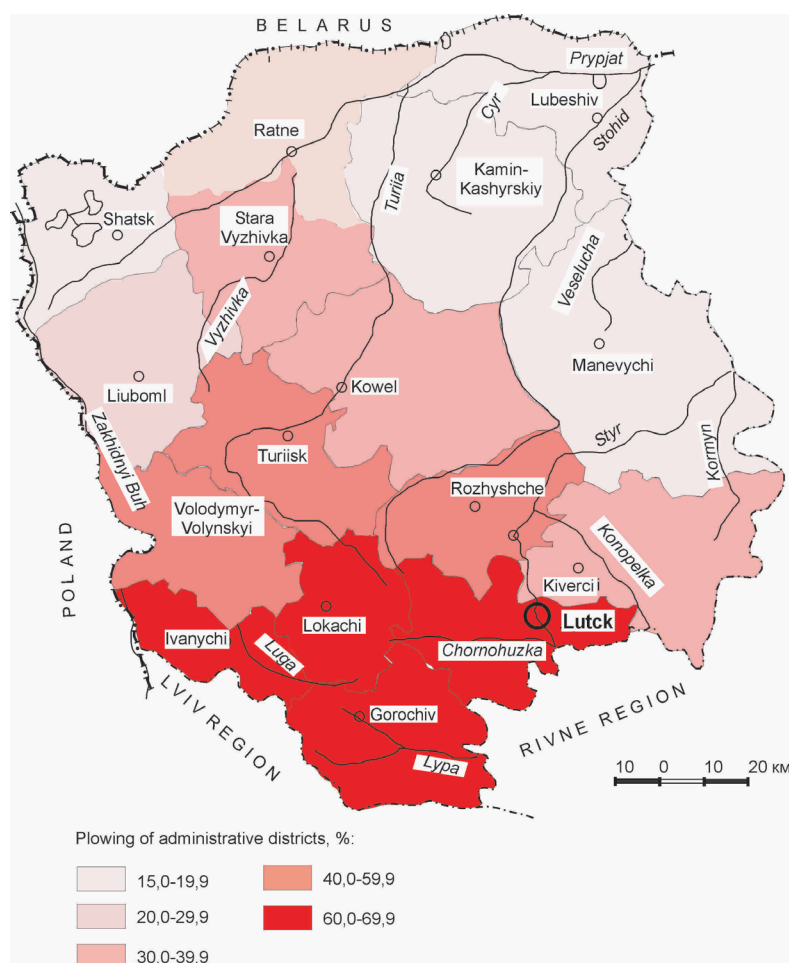 BELARUS
Prypjat
Cyr
Lubeshiv
Stohid
Ratne
Turiia
Kamin-
Kashyrskiy
Shatsk
Stara
Vyzhivka
Veselucha
Vyzhivka
Manevychi
Liuboml
Kowel
Zakhidnyi Buh
Turiisk
Styr
Kormyn
Rozhyshche
Volodymyr-
Volynskyi
Konopelka
POLAND
Kiverci
Lutck
Lokachi
Ivanychi
Luga
Chornohuzka
LVIV REGION
Gorochiv
RIVNE REGION
Lypa
10 0 10 20 км
Plowing of administrative districts, %:
15,0-19,9
40,0-59,9
20,0-29,9
60,0-69,9
30,0-39,9